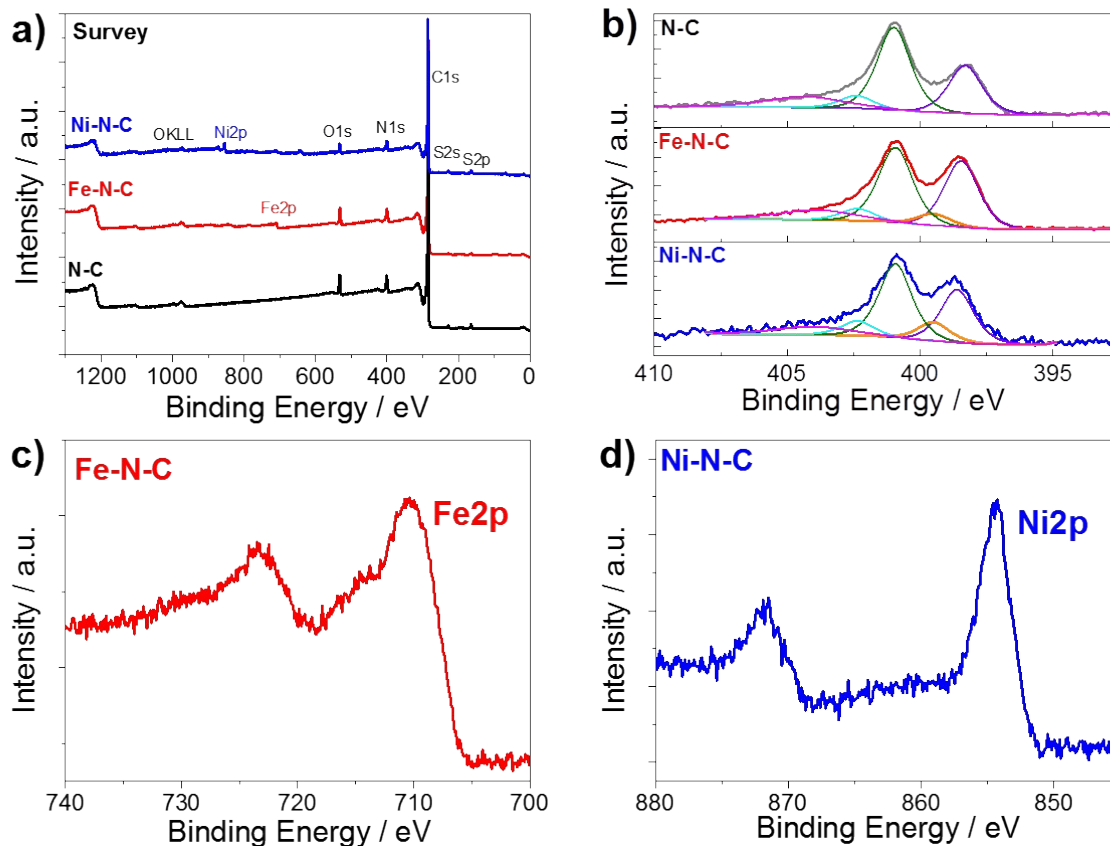 a)
Survey
C1s
Ni-N-C
OKLL
Ni2p
O1s
N1s
S2s
S2p
Fe-N-C
Fe2p
N-C
Intensity / a.u.
1200 1000 800 600 400 200 0
Binding Energy / eV
b)
N-C
Fe-N-C
Ni-N-C
Intensity / a.u.
410 405 400 395
Binding Energy / eV
c)
Fe-N-C
Fe2p
Intensity / a.u.
740 730 720 710 700
Binding Energy / eV
d)
Ni-N-C
Ni2p
Intensity / a.u.
880 870 860 850
Binding Energy / eV